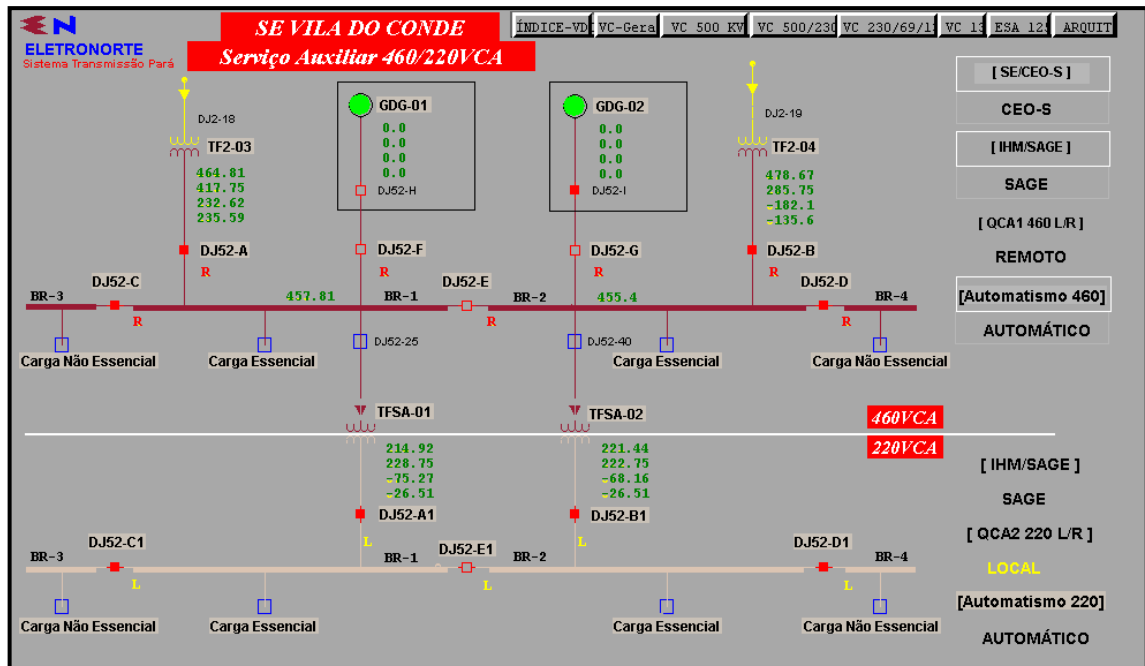 SE VILA DO CONDE
Serviço Auxiliar 460/220VCA
ELETRONORTE
Sistema Transmissão Pará
ÍNDICE-VD
VC-Gera
VC 500 KV
VC 500/230
VC 230/69/1
VC 13
ESA 12
ARQUIT
DJ2-18
TF2-03
464.81
417.75
232.62
235.59
DJ52-A
R
GDG-01
0.0
0.0
0.0
0.0
DJ52-H
DJ52-F
R
GDG-02
0.0
0.0
0.0
0.0
DJ52-I
DJ52-G
R
DJ2-19
TF2-04
478.67
285.75
-182.1
-135.6
DJ52-B
R
BR-3
DJ52-C
R
457.81
BR-1
DJ52-E
R
BR-2
455.4
DJ52-D
R
BR-4
DJ52-25
DJ52-40
Carga Não Essencial
Carga Essencial
Carga Essencial
Carga Não Essencial
TFSA-01
TFSA-02
460VCA
220VCA
214.92
228.75
-75.27
-26.51
DJ52-A1
L
221.44
222.75
-68.16
-26.51
DJ52-B1
L
BR-3
DJ52-C1
L
BR-1
DJ52-E1
L
BR-2
DJ52-D1
L
BR-4
Carga Não Essencial
Carga Essencial
Carga Essencial
Carga Não Essencial
[ SE/CEO-S ]
CEO-S
[ IHM/SAGE ]
SAGE
[ QCA1 460 L/R ]
REMOTO
[Automatismo 460]
AUTOMÁTICO
[ IHM/SAGE ]
SAGE
[ QCA2 220 L/R ]
LOCAL
[Automatismo 220]
AUTOMÁTICO